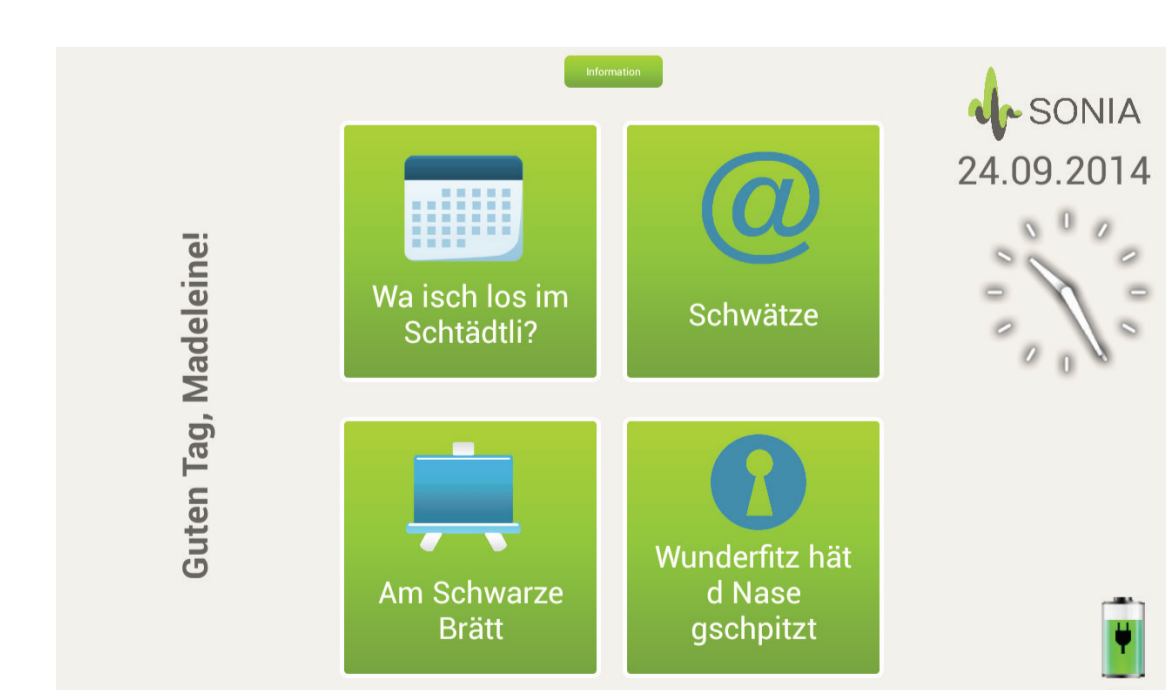 Information
SONIA
24.09.2014
Guten Tag, Madeleine!
Wa isch los im
Schtädtli?
@
Schwätze
Am Schwarze
Brätt
Wunderfitz hät
d Nase
gschpitzt